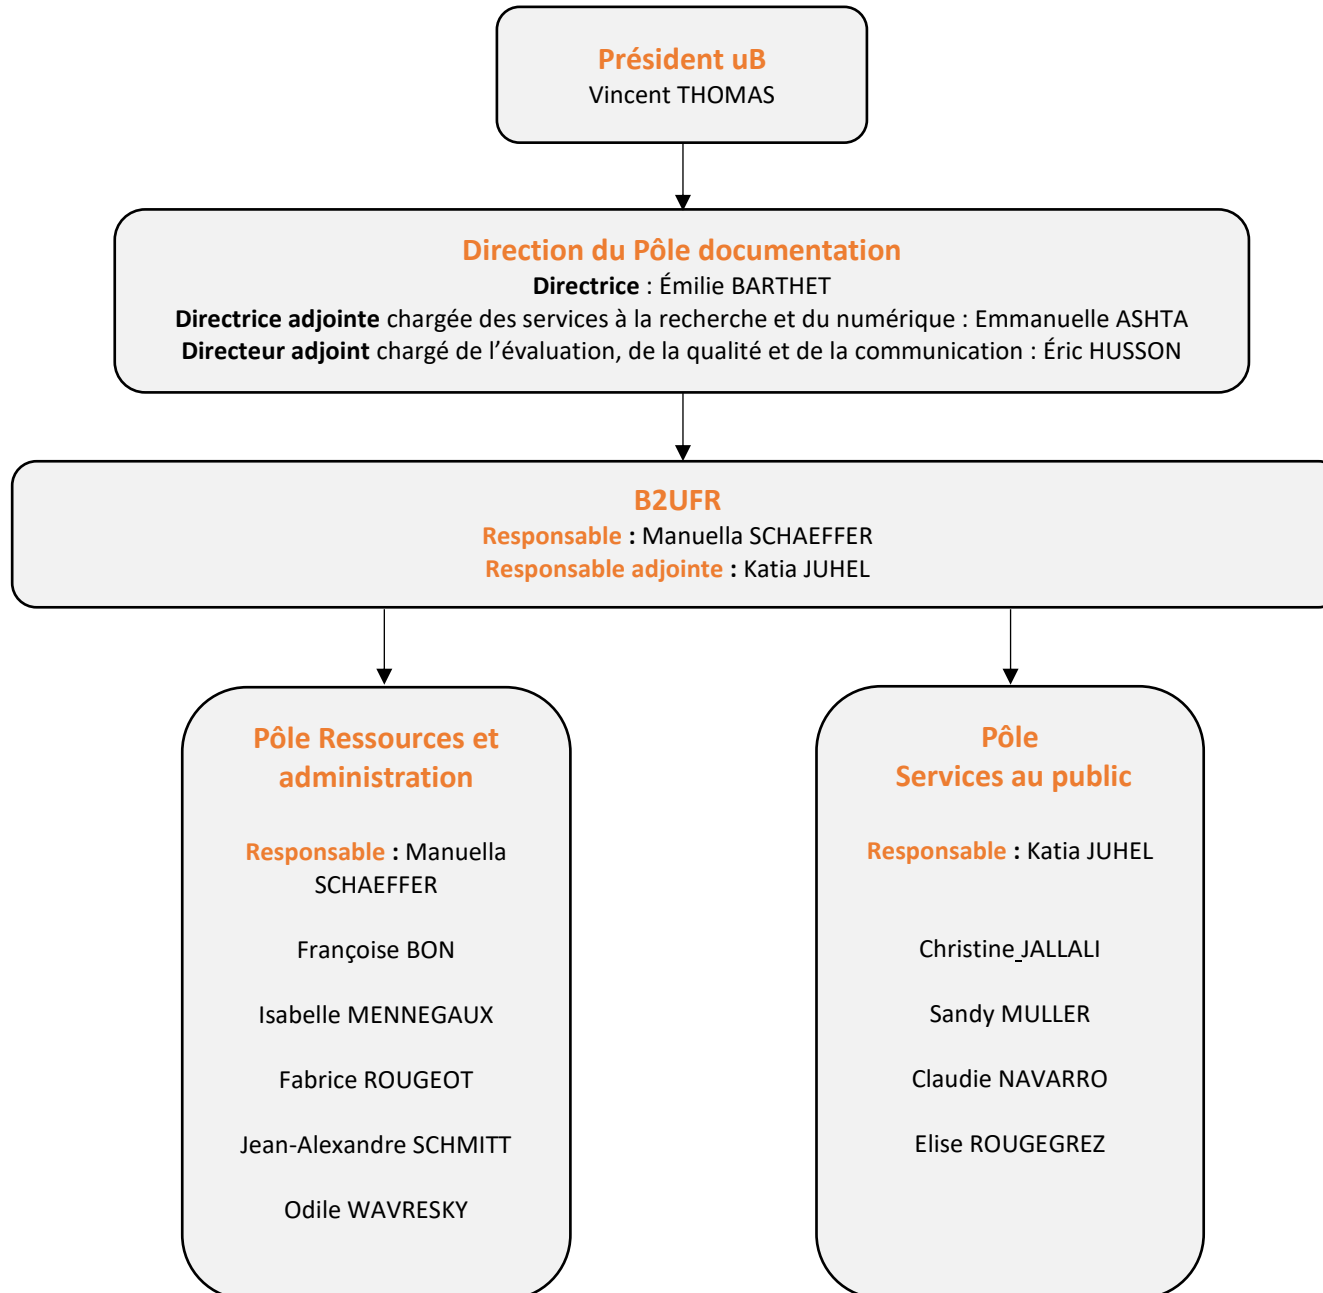 Président uB
Vincent THOMAS
Direction du Pôle documentation
Directrice : Émilie BARTHET
Directrice adjointe chargée des services à la recherche et du numérique : Emmanuelle ASHTA
Directeur adjoint chargé de l’évaluation, de la qualité et de la communication : Éric HUSSON
B2UFR
Responsable : Manuella SCHAEFFER
Responsable adjointe : Katia JUHEL
Pôle Ressources et
administration
Responsable : Manuella
SCHAEFFER
Françoise BON
Isabelle MENNEGAUX
Fabrice ROUGEOT
Jean-Alexandre SCHMITT
Odile WAVRESKY
Pôle
Services au public
Responsable : Katia JUHEL
Christine JALLALI
Sandy MULLER
Claudie NAVARRO
Elise ROUGEGREZ